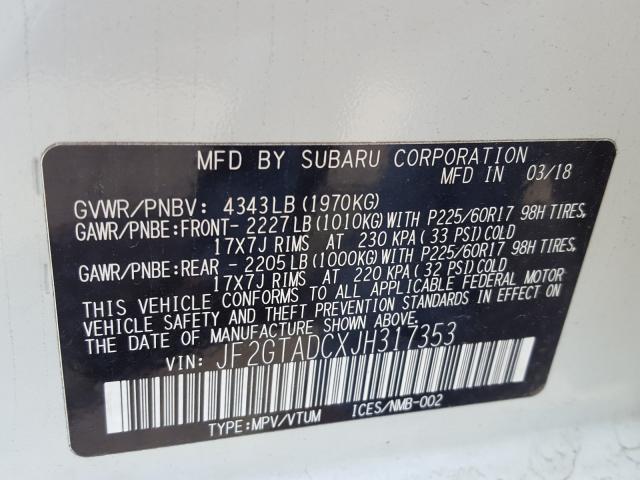 MFD BY SUBARU CORPORATION
MFD IN 03/18
GVWR/PNBV: 4343LB (1970KG)
GAWR/PNBE:FRONT- 2227LB(1010KG)WITH P225/60R17 98H TIRES,
17X7J RIMS AT 230 KPA (33 PSI)COLD
GAWR/PNBE:REAR - 2205LB(1000KG)WITH P225/60R17 98H TIRES,
17X7J RIMS AT 220 KPA (32 PSI)COLD
THIS VEHICLE CONFORMS TO ALL APPLICABLE FEDERAL MOTOR
VEHICLE SAFETY AND THEFT PREVENTION STANDARDS IN EFFECT ON
THE DATE OF MANUFACTURE SHOWN ABOVE.
VIN: JF2GTADCXJH317353
TYPE:MPV/VTUM ICES/NMB-002